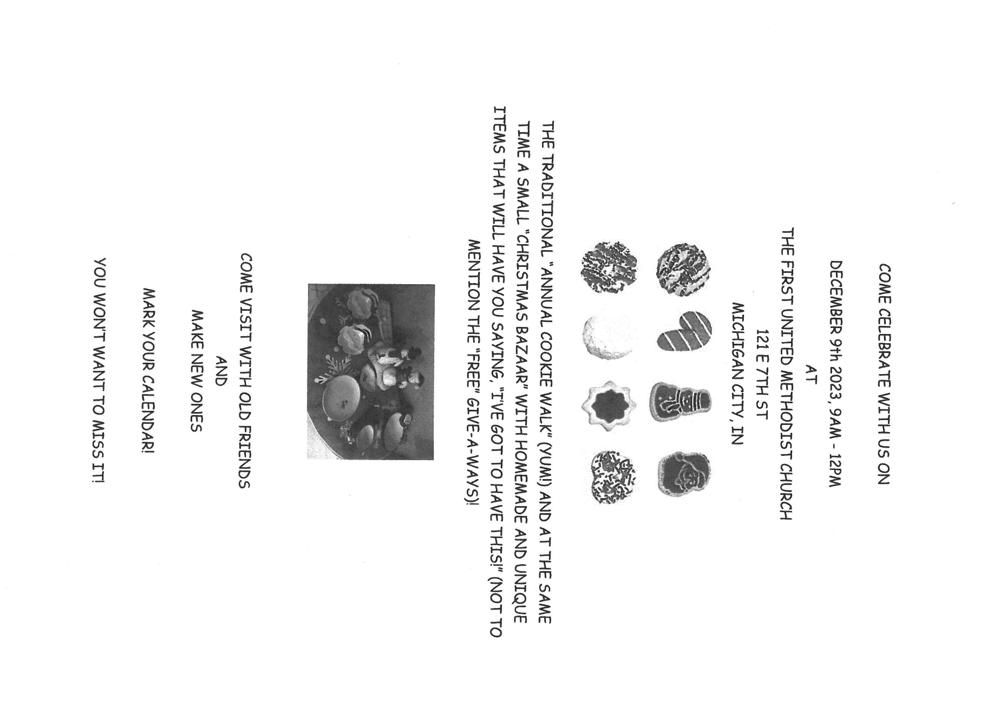 COME CELEBRATE WITH US ON
DECEMBER 9th 2023, 9AM - 12PM
AT
THE FIRST UNITED METHODIST CHURCH
121 E 7TH ST
MICHIGAN CITY, IN
THE TRADITIONAL "ANNUAL COOKIE WALK" (YUM!) AND AT THE SAME
TIME A SMALL "CHRISTMAS BAZAAR" WITH HOMEMADE AND UNIQUE
ITEMS THAT WILL HAVE YOU SAYING, "I'VE GOT TO HAVE THIS!" (NOT TO
MENTION THE "FREE" GIVE-A-WAYS)!
COME VISIT WITH OLD FRIENDS
AND
MAKE NEW ONES
MARK YOUR CALENDAR!
YOU WON'T WANT TO MISS IT!